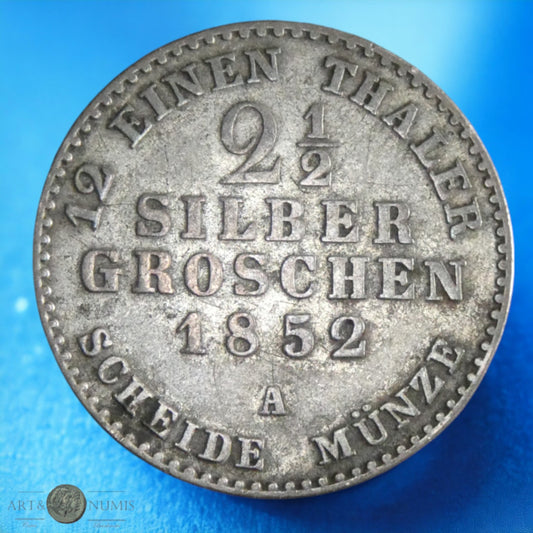 12 EINEN THALER
2 1/2
SILBER
GROSCHEN
1852
A
SCHEIDE MÜNZE
ART& NUMIS